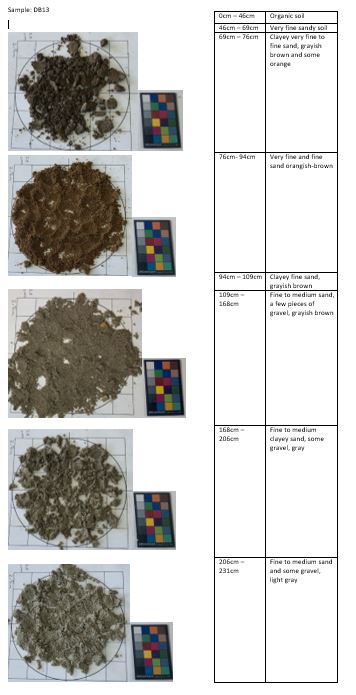 Sample: DB13
0cm – 46cm Organic soil
46cm – 69cm Very fine sandy soil
69cm – 76cm Clayey very fine to
fine sand, grayish
brown and some
orange
76cm- 94cm Very fine and fine
sand orangish-brown
94cm – 109cm Clayey fine sand,
grayish brown
109cm – Fine to medium sand,
168cm a few pieces of
gravel, grayish brown
168cm – Fine to medium
206cm clayey sand, some
gravel, gray
206cm – Fine to medium sand
231cm and some gravel,
light gray